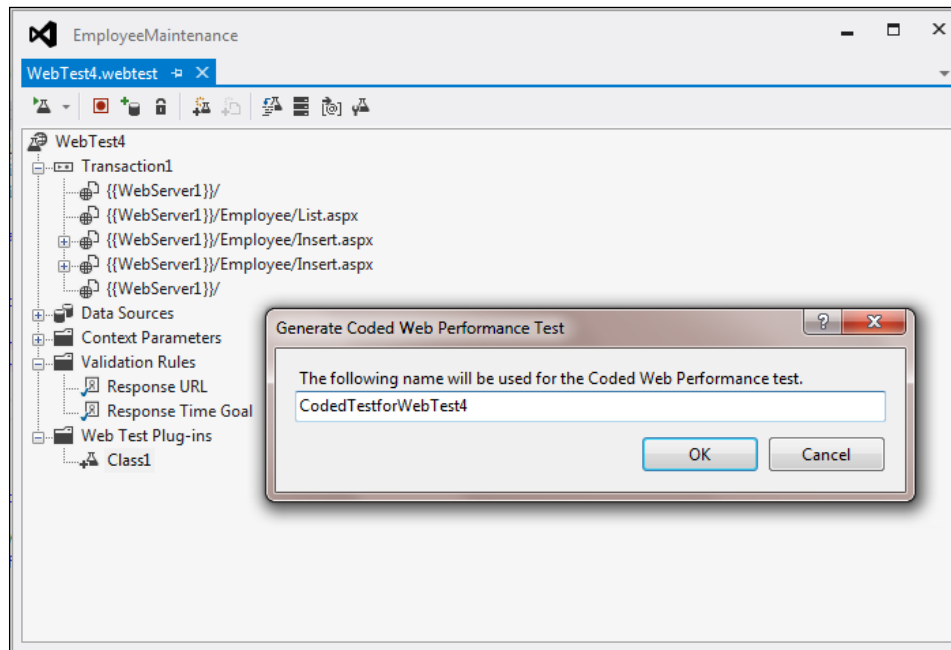 EmployeeMaintenance
WebTest4.webtest
WebTest4
Transaction1
{{WebServer1}}/
{{WebServer1}}/Employee/List.aspx
{{WebServer1}}/Employee/Insert.aspx
{{WebServer1}}/Employee/Insert.aspx
{{WebServer1}}/
Data Sources
Context Parameters
Validation Rules
Response URL
Response Time Goal
Web Test Plug-ins
Class1
Generate Coded Web Performance Test
The following name will be used for the Coded Web Performance test.
CodedTestforWebTest4
OK Cancel